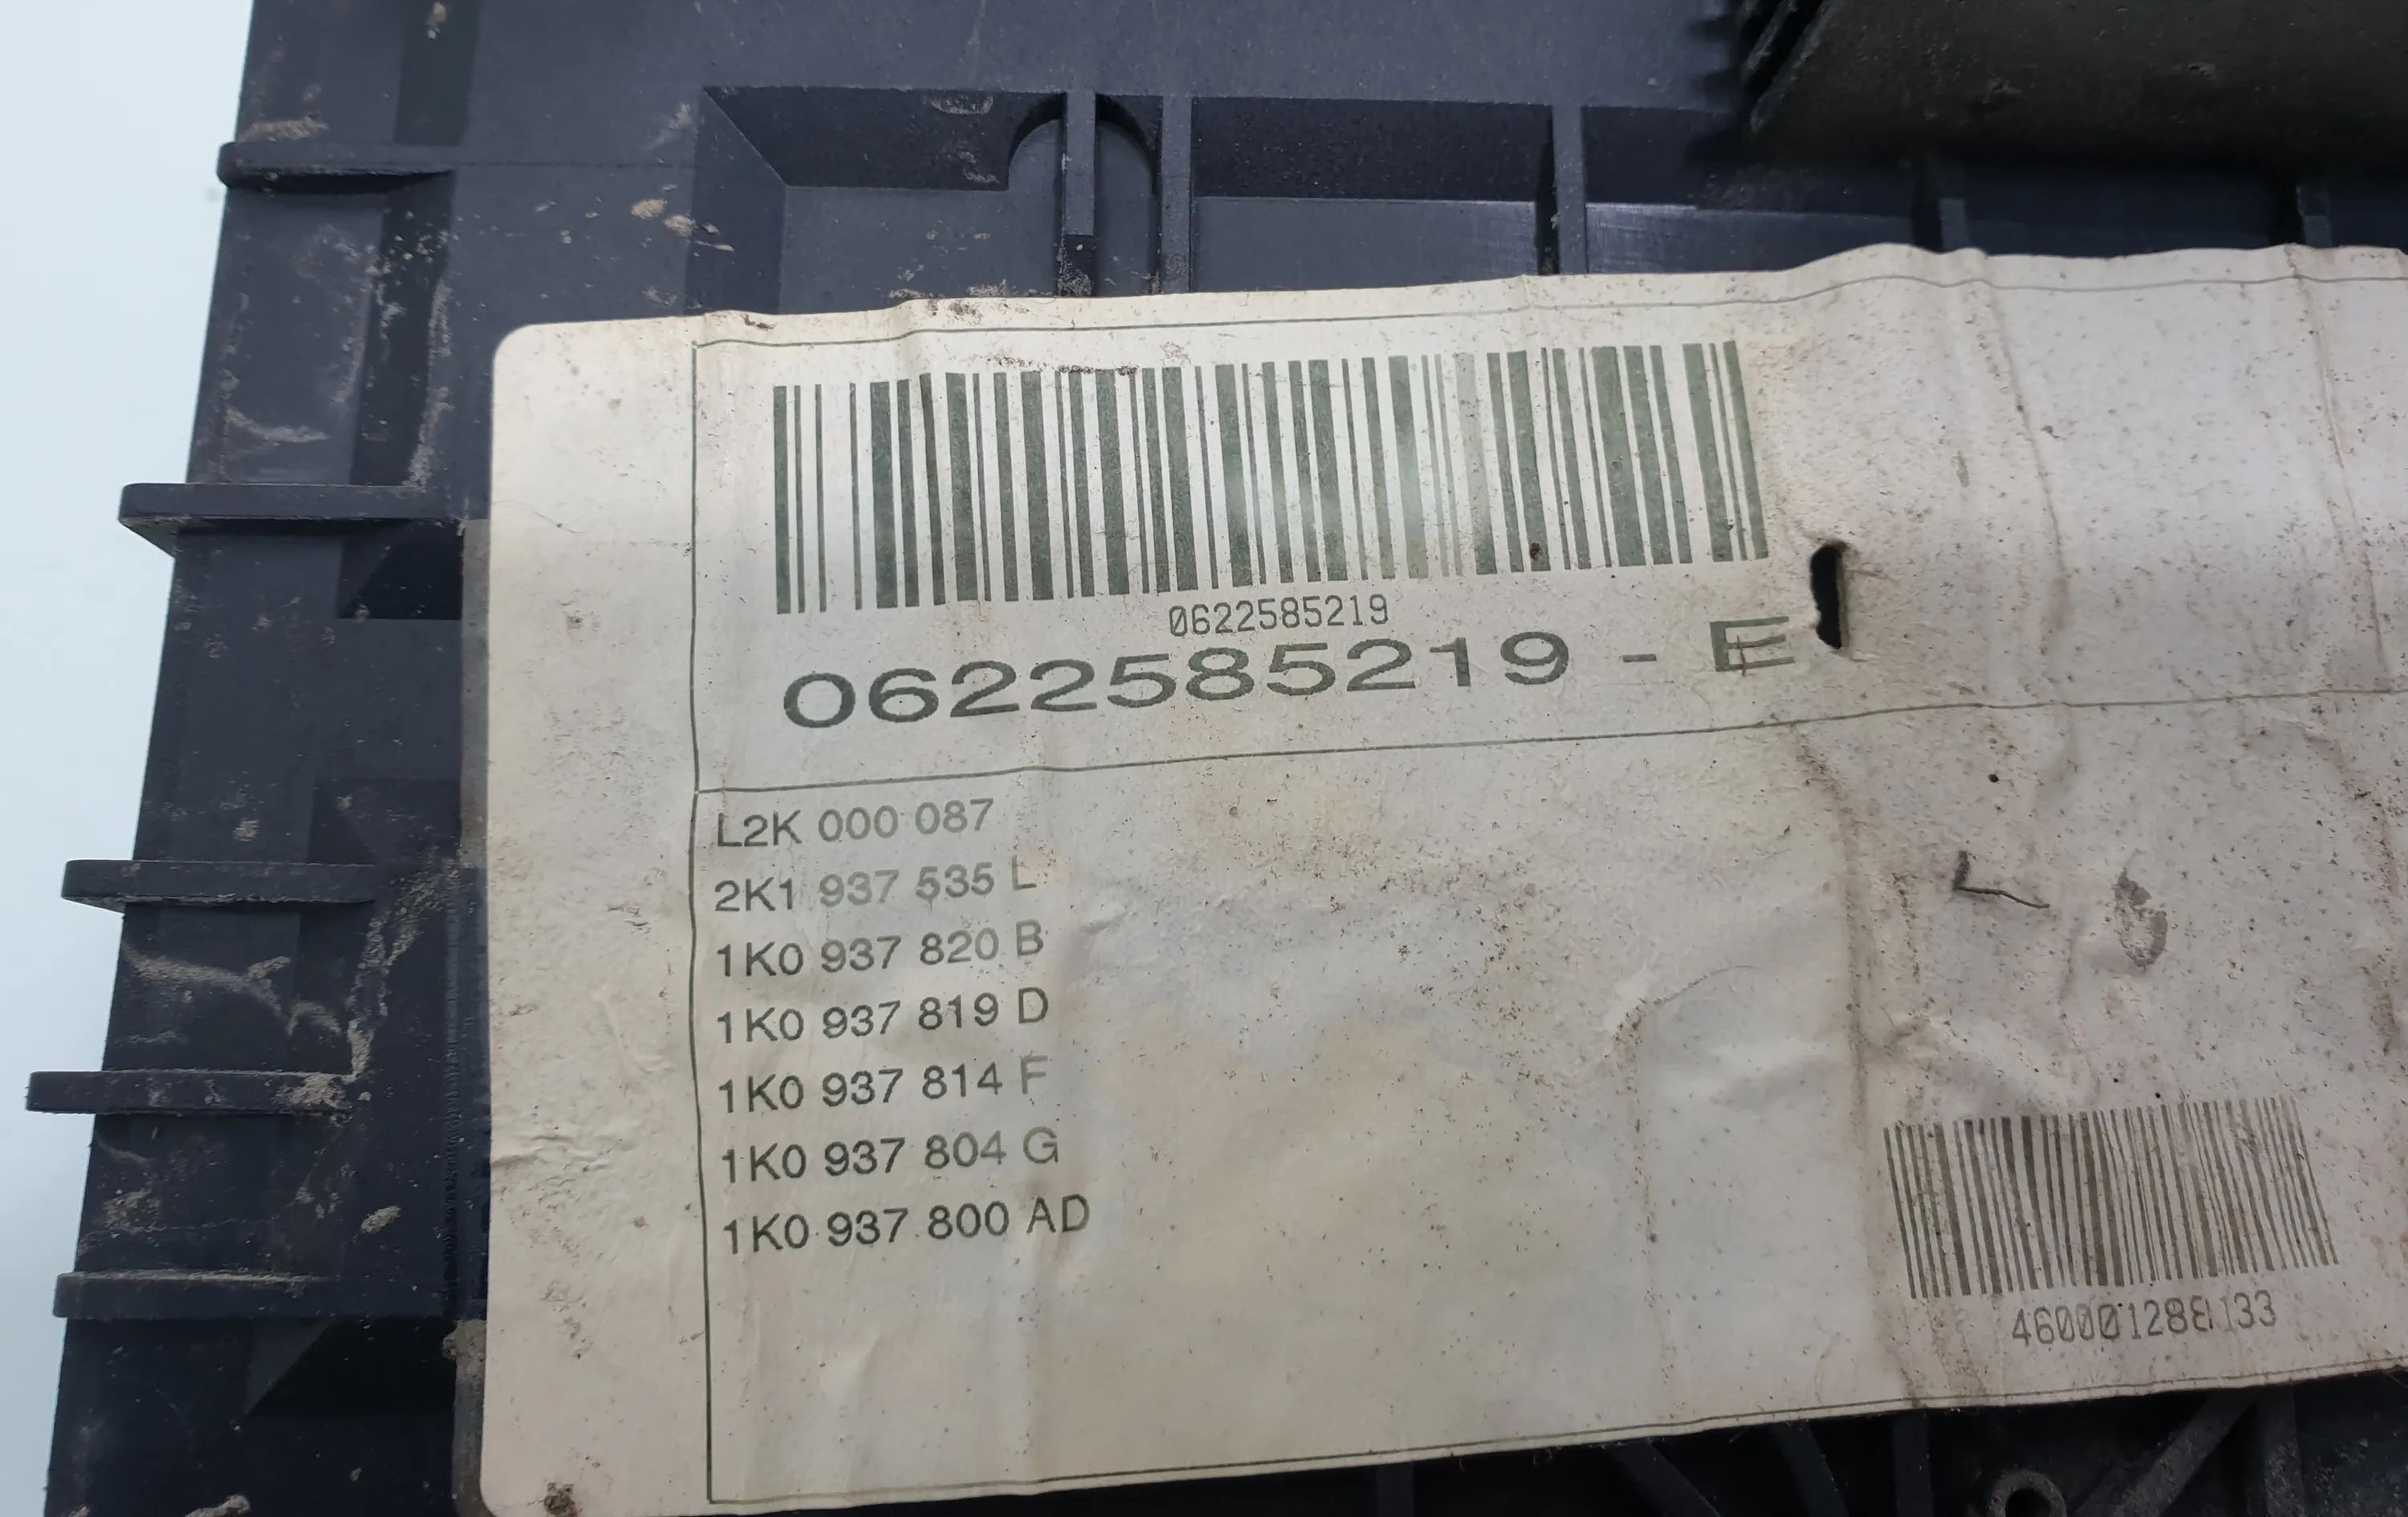 0622585219
0622585219 - E
L2K 000 087
2K1 937 535 L
1K0 937 820 B
1K0 937 819 D
1K0 937 814 F
1K0 937 804 G
1K0 937 800 AD